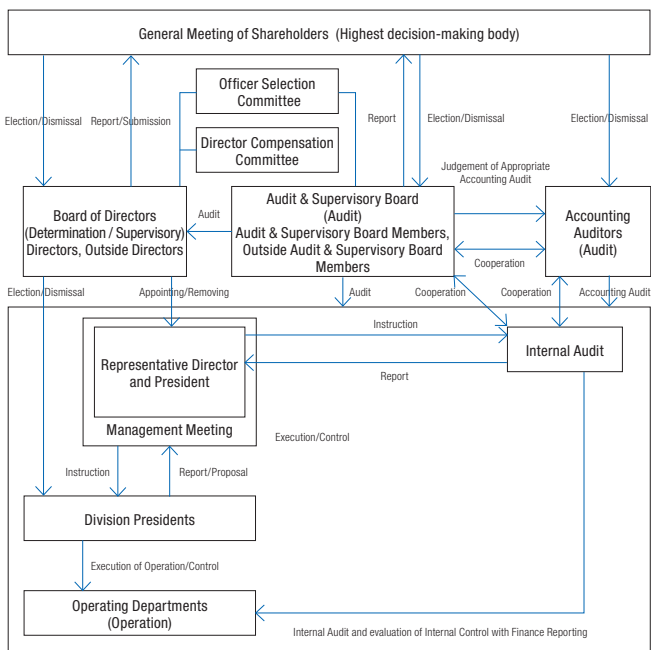 General Meeting of Shareholders (Highest decision-making body)
Officer Selection
Committee
Election/Dismissal
Report/Submission
Report
Election/Dismissal
Election/Dismissal
Director Compensation
Committee
Judgement of Appropriate
Accounting Audit
Board of Directors
(Determination / Supervisory)
Directors, Outside Directors
Audit
Audit & Supervisory Board
(Audit)
Audit & Supervisory Board Members,
Outside Audit & Supervisory Board
Members
Cooperation
Accounting
Auditors
(Audit)
Election/Dismissal
Appointing/Removing
Audit
Cooperation
Cooperation
Accounting Audit
Instruction
Representative Director
and President
Internal Audit
Report
Management Meeting
Execution/Control
Instruction
Report/Proposal
Division Presidents
Execution of Operation/Control
Operating Departments
(Operation)
Internal Audit and evaluation of Internal Control with Finance Reporting